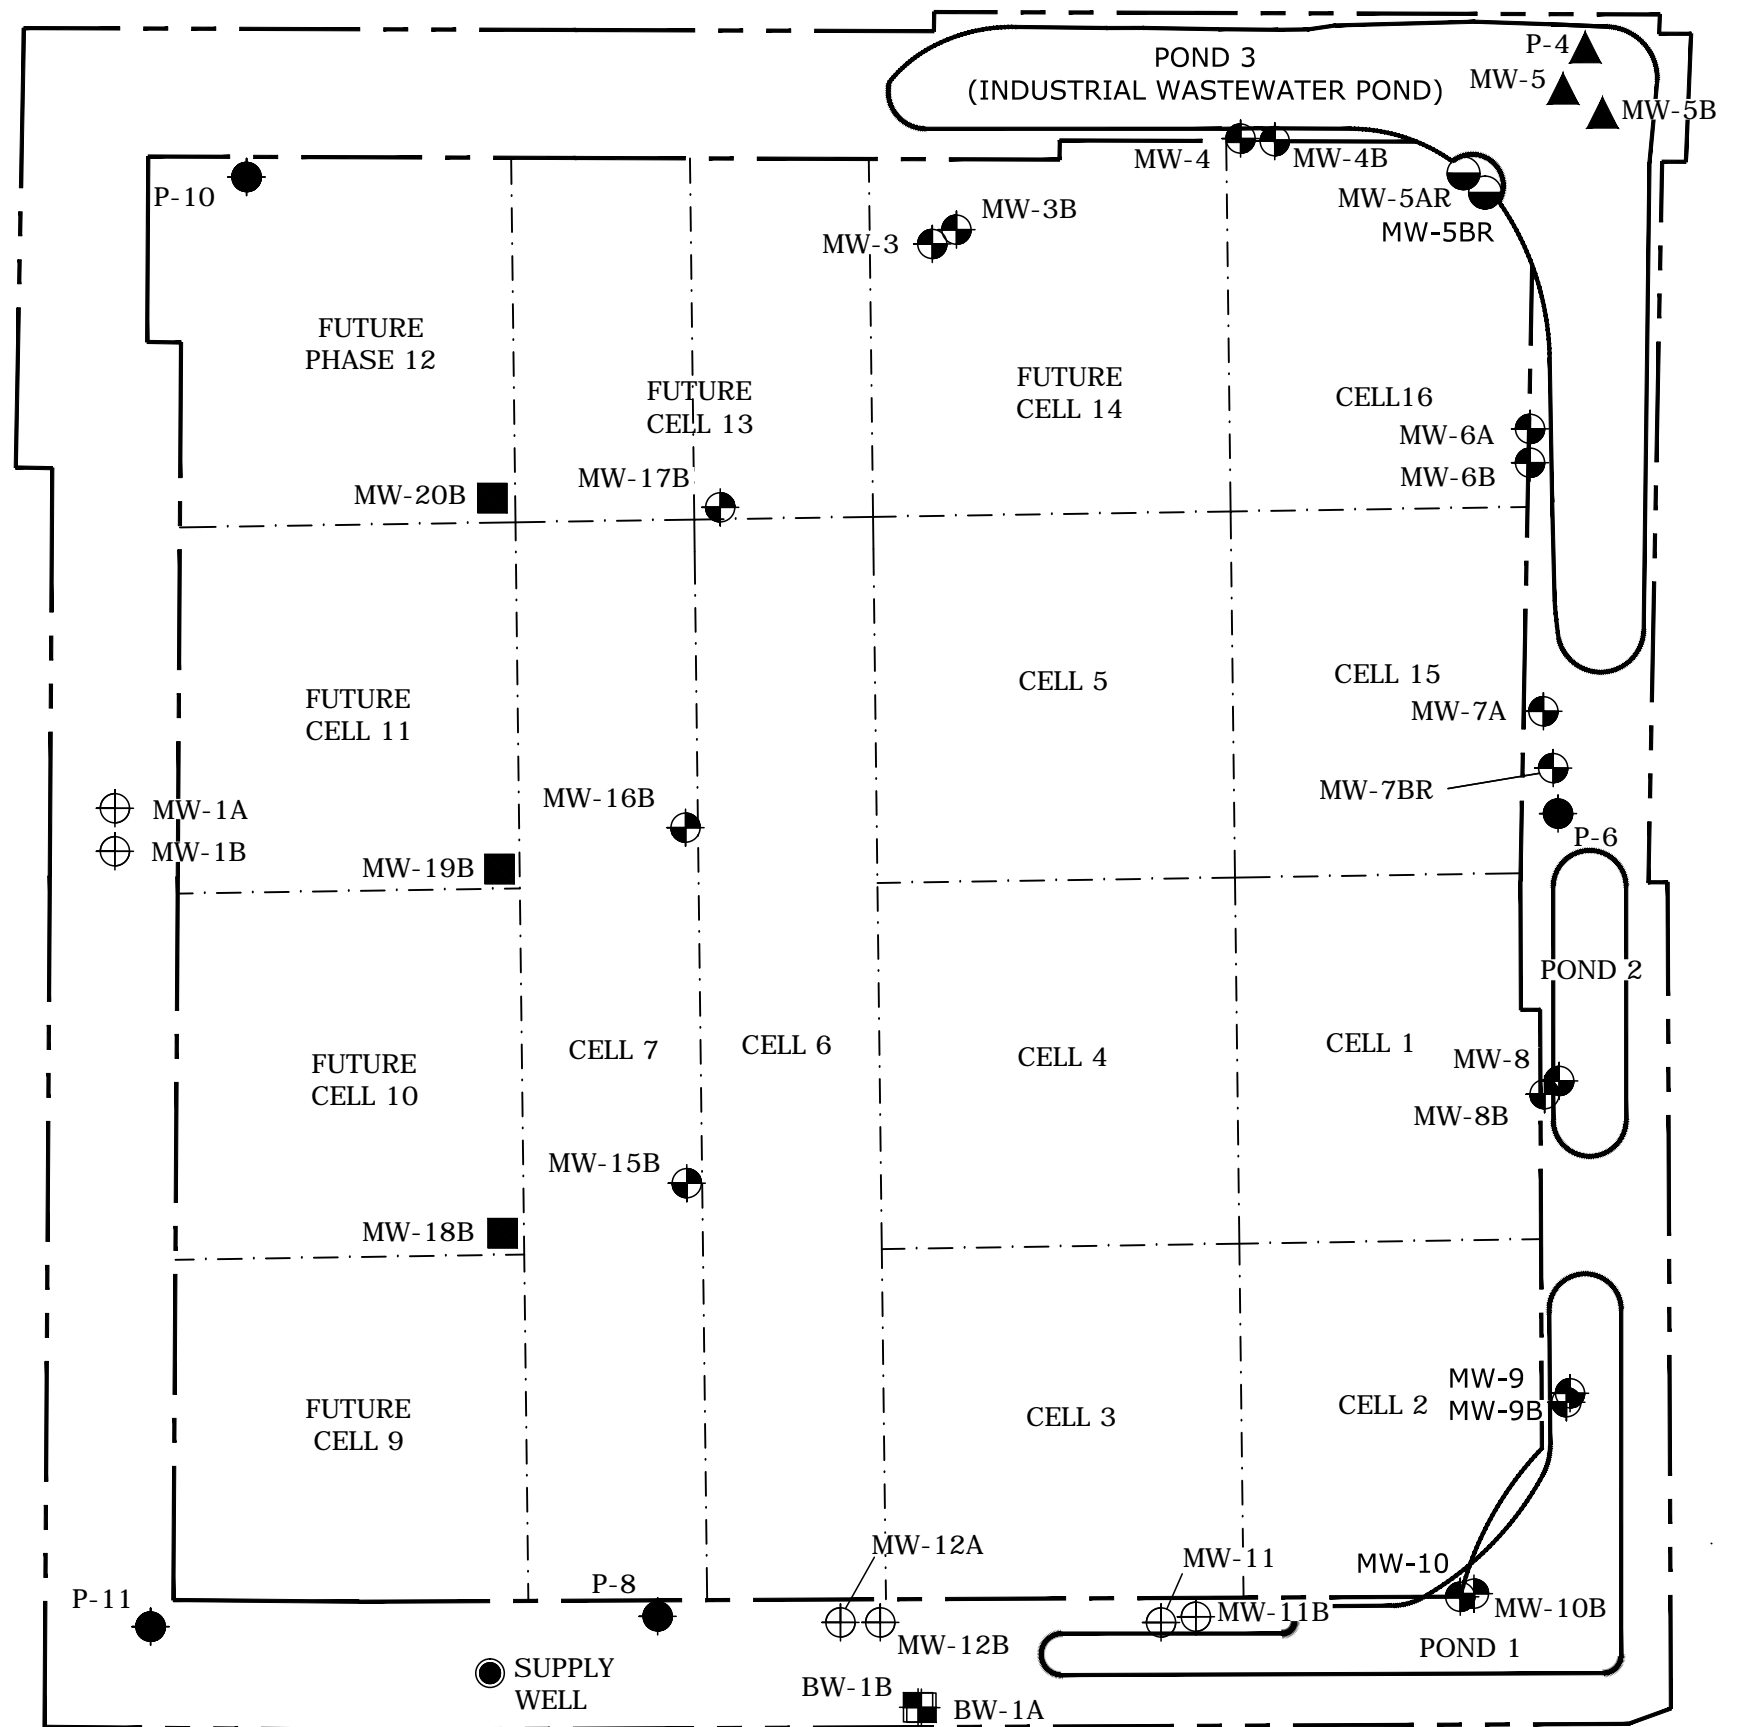 P-4
POND 3
(INDUSTRIAL WASTEWATER POND)
MW-5
MW-5B
MW-4
MW-4B
P-10
MW-5AR
MW-5BR
MW-3B
MW-3
FUTURE
PHASE 12
FUTURE
CELL 13
FUTURE
CELL 14
CELL16
MW-6A
MW-6B
MW-17B
MW-20B
FUTURE
CELL 11
CELL 5
CELL 15
MW-7A
MW-7BR
P-6
MW-1A
MW-1B
MW-16B
MW-19B
POND 2
FUTURE
CELL 10
CELL 7
CELL 6
CELL 4
CELL 1
MW-8
MW-8B
MW-15B
MW-18B
FUTURE
CELL 9
CELL 3
CELL 2
MW-9
MW-9B
MW-12A
MW-11
MW-10
P-11
P-8
MW-12B
MW-11B
MW-10B
POND 1
SUPPLY
WELL
BW-1B
BW-1A